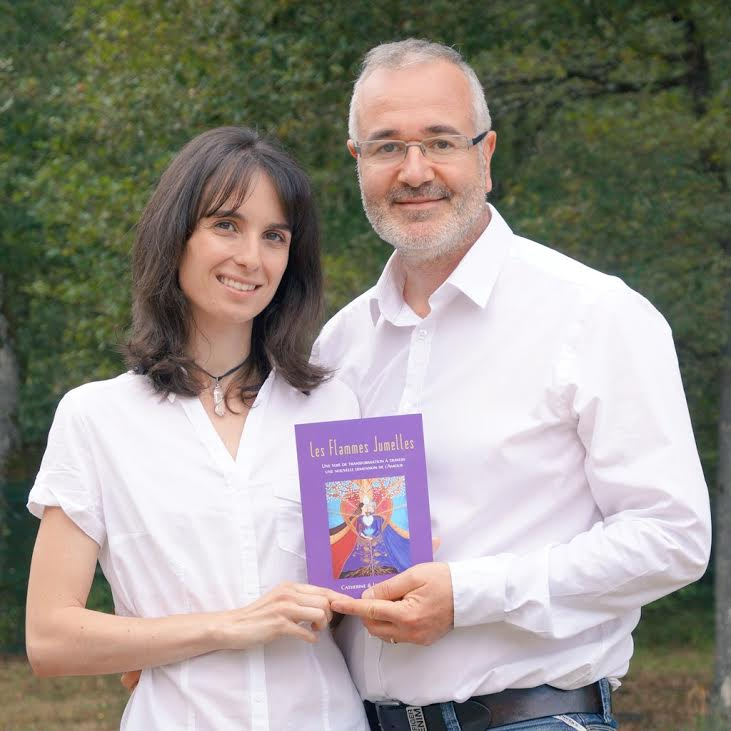 Les Flammes Jumelles
Une voie de transformation à travers
une nouvelle dimension de l'Amour
Catherine &